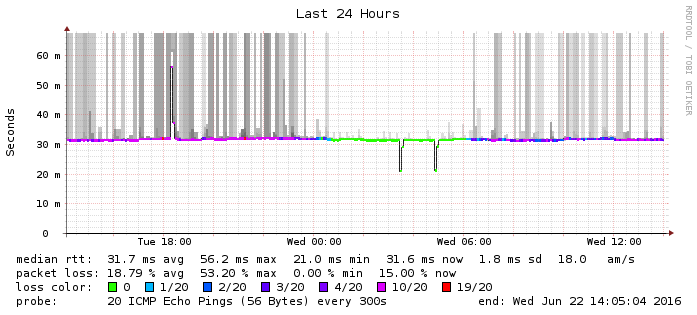 Last 24 Hours
RRDTOOL / TOBI OETIKER
Seconds
60 m
50 m
40 m
30 m
20 m
10 m
0
Tue 18:00 Wed 00:00 Wed 06:00 Wed 12:00
median rtt: 31.7 ms avg 56.2 ms max 21.0 ms min 31.6 ms now 1.8 ms sd 18.0 am/s
packet loss: 18.79 % avg 53.20 % max 0.00 % min 15.00 % now
loss color: 0 1/20 2/20 3/20 4/20 10/20 19/20
probe: 20 ICMP Echo Pings (56 Bytes) every 300s end: Wed Jun 22 14:05:04 2016